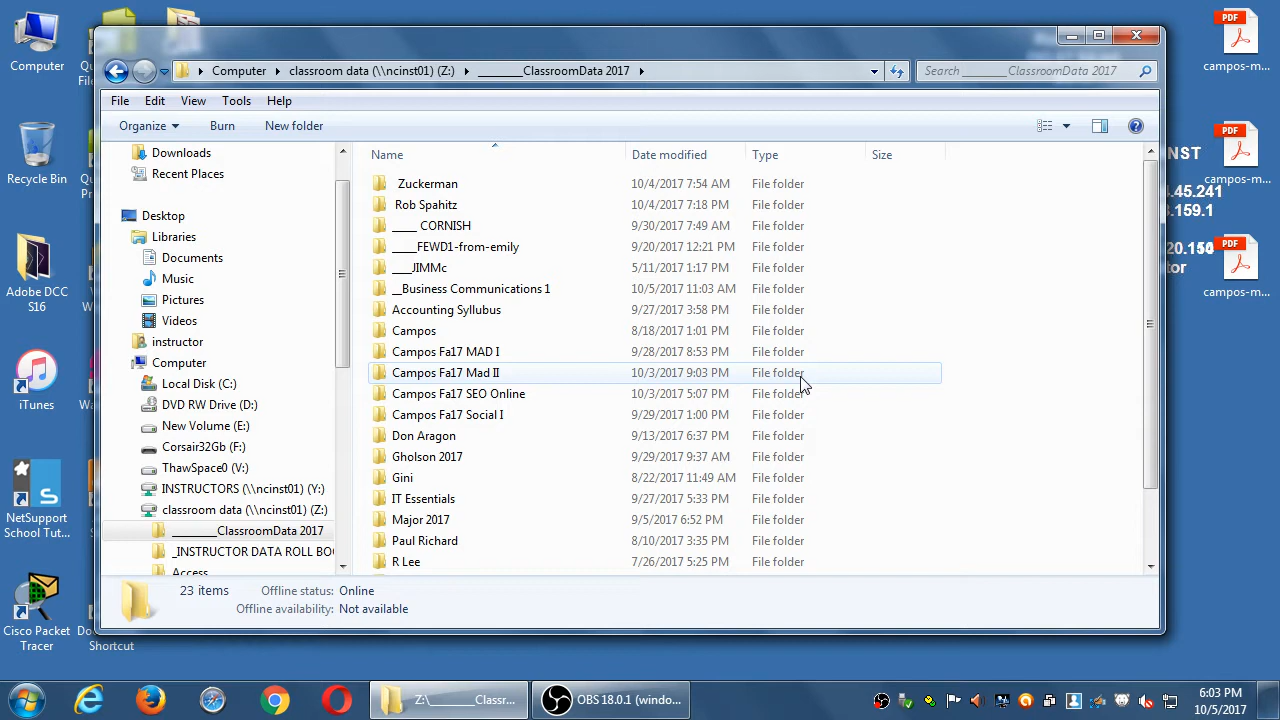 Computer
Recycle Bin
Adobe DCC
S16
iTunes
NetSupport
School Tut...
Cisco Packet
Tracer
Shortcut
Computer
classroom data (\\ncinst01) (Z:)
________ClassroomData 2017
Search ________ClassroomData 2017
File Edit View Tools Help
Organize Burn New folder
Downloads
Recent Places
Desktop
Libraries
Documents
Music
Pictures
Videos
instructor
Computer
Local Disk (C:)
DVD RW Drive (D:)
New Volume (E:)
Corsair32Gb (F:)
ThawSpace0 (V:)
INSTRUCTORS (\\ncinst01) (Y:)
classroom data (\\ncinst01) (Z:)
________ClassroomData 2017
_INSTRUCTOR DATA ROLL BO
Access
Name Date modified Type Size
Zuckerman 10/4/2017 7:54 AM File folder
Rob Spahitz 10/4/2017 7:18 PM File folder
____ CORNISH 9/30/2017 7:49 AM File folder
____FEWD1-from-emily 9/20/2017 12:21 PM File folder
___JIMMc 5/11/2017 1:17 PM File folder
__Business Communications 1 10/5/2017 11:03 AM File folder
Accounting Syllubus 9/27/2017 3:58 PM File folder
Campos 8/18/2017 1:01 PM File folder
Campos Fa17 MAD I 9/28/2017 8:53 PM File folder
Campos Fa17 Mad II 10/3/2017 9:03 PM File folder
Campos Fa17 SEO Online 10/3/2017 5:07 PM File folder
Campos Fa17 Social I 9/29/2017 1:00 PM File folder
Don Aragon 9/13/2017 6:37 PM File folder
Gholson 2017 9/29/2017 9:37 AM File folder
Gini 8/22/2017 11:49 AM File folder
IT Essentials 9/27/2017 5:33 PM File folder
Major 2017 9/5/2017 6:52 PM File folder
Paul Richard 8/10/2017 3:35 PM File folder
R Lee 7/26/2017 5:25 PM File folder
23 items Offline status: Online
Offline availability: Not available
PDF
campos-m...
PDF
campos-m...
PDF
campos-m...
NST
.45.241
.159.1
tor
Z:\________Classr...
OBS 18.0.1 (windo...
6:03 PM
10/5/2017